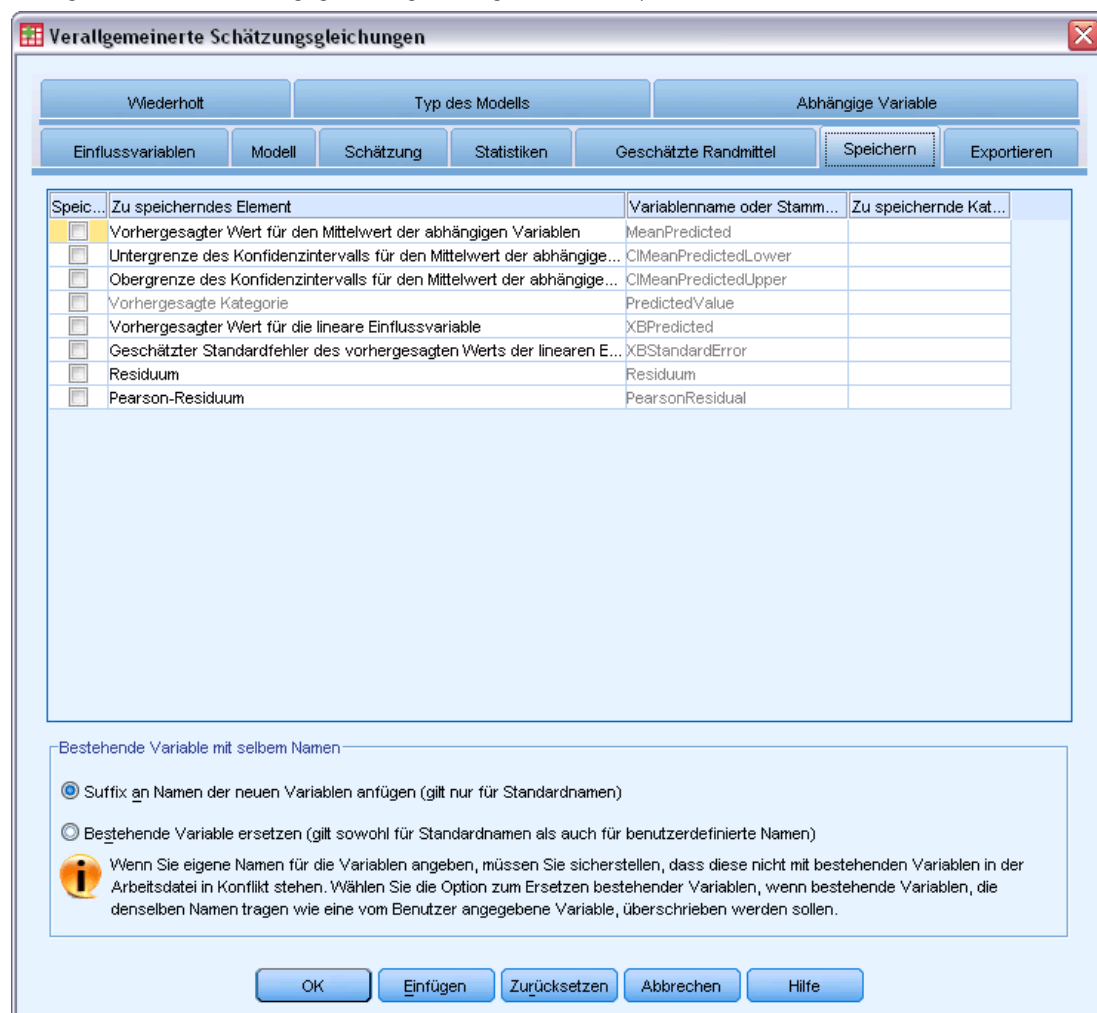 Verallgemeinerte Schätzungsgleichungen
Wiederholt Typ des Modells Abhängige Variable
Einflussvariablen Modell Schätzung Statistiken Geschätzte Randmittel Speichern Exportieren
Speic... Zu speicherndes Element Variablenname oder Stamm... Zu speichernde Kat...
Vorhergesagter Wert für den Mittelwert der abhängigen Variablen MeanPredicted
Untergrenze des Konfidenzintervalls für den Mittelwert der abhängige... CIMeanPredictedLower
Obergrenze des Konfidenzintervalls für den Mittelwert der abhängige... CIMeanPredictedUpper
Vorhergesagte Kategorie PredictedValue
Vorhergesagter Wert für die lineare Einflussvariable XBPredicted
Geschätzter Standardfehler des vorhergesagten Werts der linearen E... XBStandardError
Residuum Residuum
Pearson-Residuum PearsonResidual
Bestehende Variable mit selbem Namen
Suffix an Namen der neuen Variablen anfügen (gilt nur für Standardnamen)
Bestehende Variable ersetzen (gilt sowohl für Standardnamen als auch für benutzerdefinierte Namen)
Wenn Sie eigene Namen für die Variablen angeben, müssen Sie sicherstellen, dass diese nicht mit bestehenden Variablen in der
Arbeitsdatei in Konflikt stehen. Wählen Sie die Option zum Ersetzen bestehender Variablen, wenn bestehende Variablen, die
denselben Namen tragen wie eine vom Benutzer angegebene Variable, überschrieben werden sollen.
OK Einfügen Zurücksetzen Abbrechen Hilfe